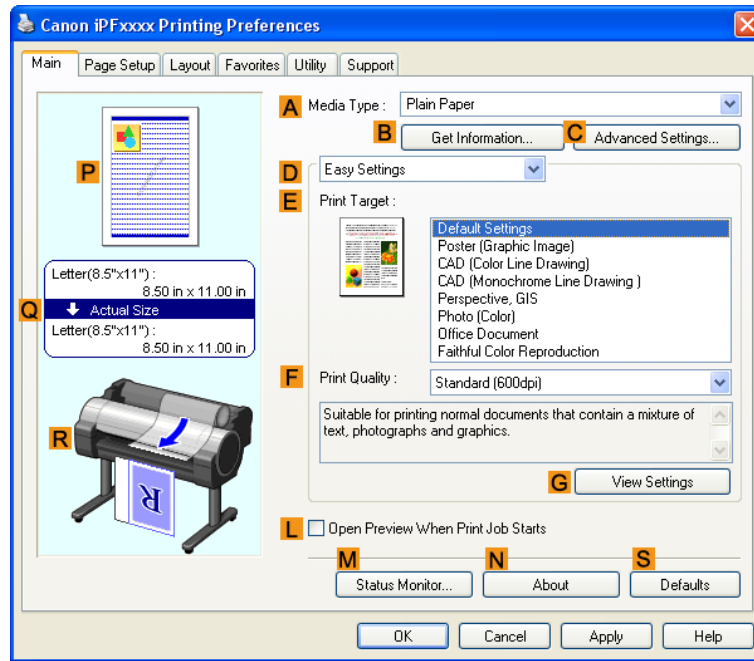 Canon iPFxxxx Printing Preferences
Main Page Setup Layout Favorites Utility Support
A Media Type : Plain Paper
B Get Information... C Advanced Settings...
D Easy Settings
E Print Target :
Default Settings
Poster (Graphic Image)
CAD (Color Line Drawing)
CAD (Monochrome Line Drawing )
Perspective, GIS
Photo (Color)
Office Document
Faithful Color Reproduction
P
Letter(8.5"x11") :
8.50 in x 11.00 in
Q Actual Size
Letter(8.5"x11") :
8.50 in x 11.00 in
R
R
F Print Quality : Standard (600dpi)
Suitable for printing normal documents that contain a mixture of
text, photographs and graphics.
G View Settings
L Open Preview When Print Job Starts
M N S
Status Monitor... About Defaults
OK Cancel Apply Help